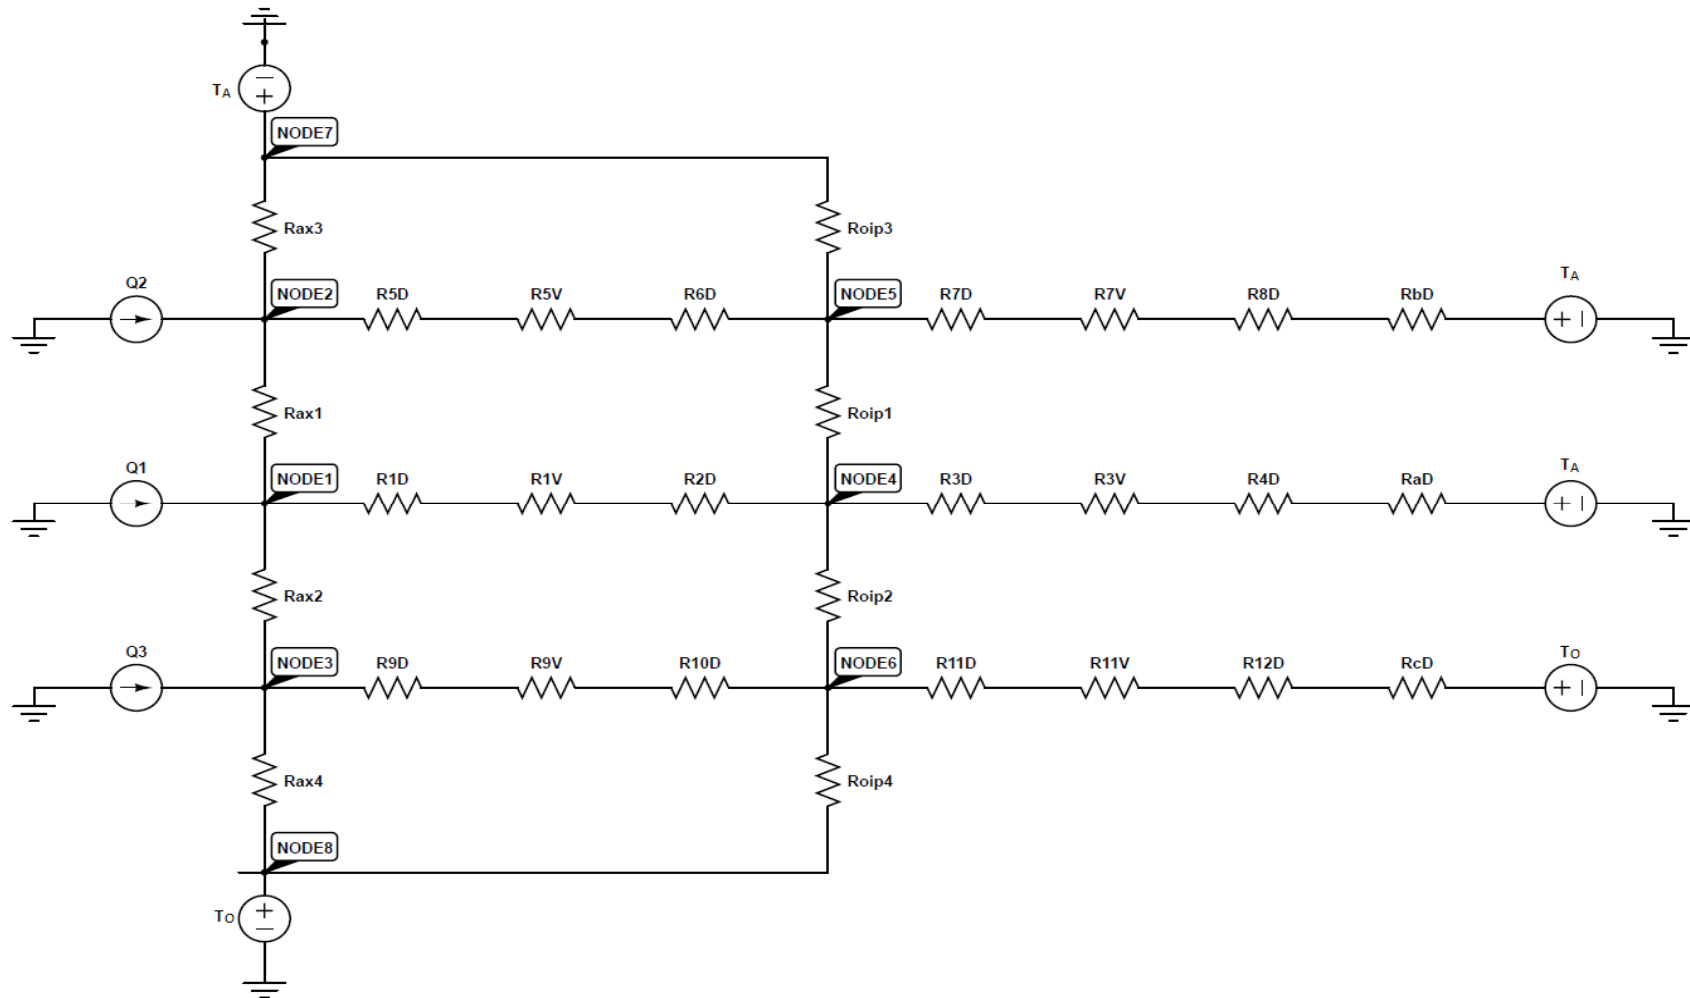 TA
− +
NODE7
Rax3
Roip3
Q2
NODE2
R5D
R5V
R6D
NODE5
R7D
R7V
R8D
RbD
TA
+ −
Rax1
Roip1
Q1
NODE1
R1D
R1V
R2D
NODE4
R3D
R3V
R4D
RaD
TA
+ −
Rax2
Roip2
Q3
NODE3
R9D
R9V
R10D
NODE6
R11D
R11V
R12D
RcD
TO
+ −
Rax4
Roip4
NODE8
TO
+ −